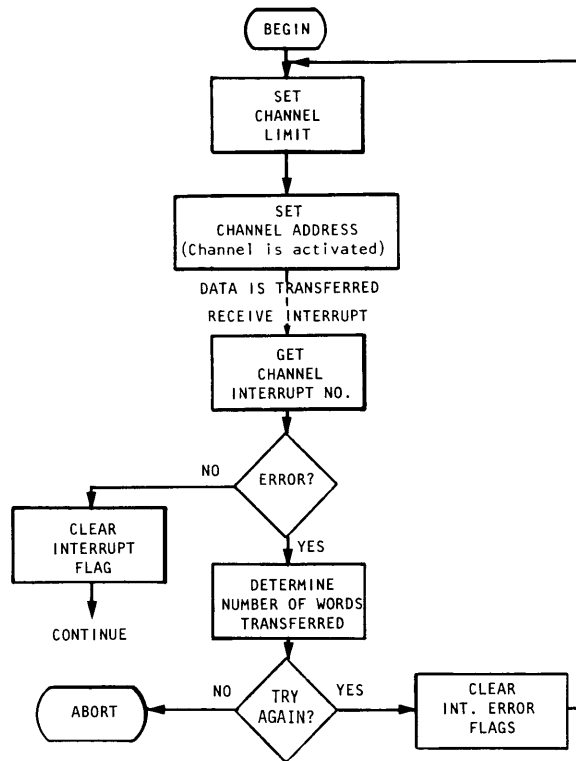 BEGIN
SET
CHANNEL
LIMIT
SET
CHANNEL ADDRESS
(Channel is activated)
DATA IS TRANSFERRED
RECEIVE INTERRUPT
GET
CHANNEL
INTERRUPT NO.
ERROR?
NO
YES
CLEAR
INTERRUPT
FLAG
CONTINUE
DETERMINE
NUMBER OF WORDS
TRANSFERRED
TRY
AGAIN?
NO
YES
ABORT
CLEAR
INT. ERROR
FLAGS